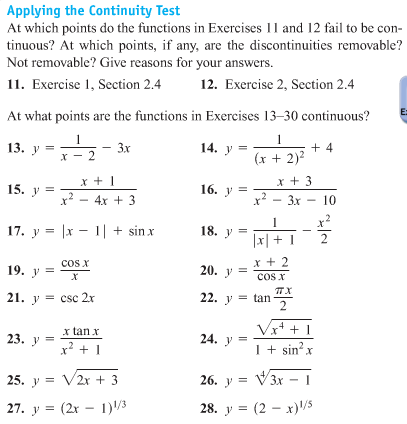 Applying the Continuity Test
At which points do the functions in Exercises 11 and 12 fail to be con-
tinuous? At which points, if any, are the discontinuities removable?
Not removable? Give reasons for your answers.
11. Exercise 1, Section 2.4 12. Exercise 2, Section 2.4
At what points are the functions in Exercises 13–30 continuous?
13. y = 1/(x − 2) − 3x 14. y = 1/(x + 2)² + 4
15. y = (x + 1)/(x² − 4x + 3) 16. y = (x + 3)/(x² − 3x − 10)
17. y = |x − 1| + sin x 18. y = 1/(|x| + 1) − x²/2
19. y = cos x/x 20. y = (x + 2)/cos x
21. y = csc 2x 22. y = tan πx/2
23. y = x tan x/(x² + 1) 24. y = √(x⁴ + 1)/(1 + sin² x)
25. y = √(2x + 3) 26. y = ∜(3x − 1)
27. y = (2x − 1)^(1/3) 28. y = (2 − x)^(1/5)